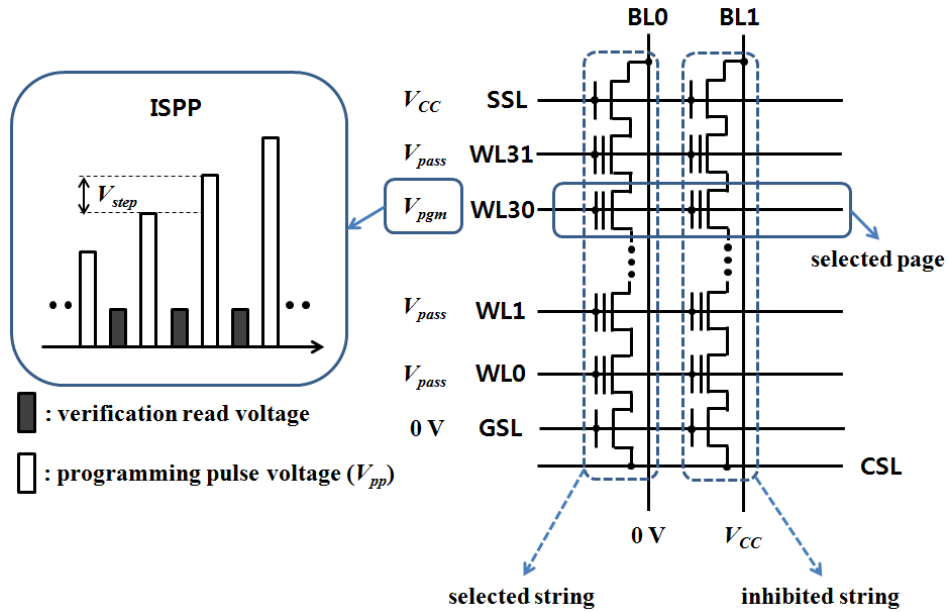 BL0 BL1
ISPP
V_CC SSL
V_pass WL31
V_step
V_pgm WL30
selected page
V_pass WL1
V_pass WL0
: verification read voltage
0 V GSL
: programming pulse voltage (V_pp)
CSL
0 V V_CC
selected string inhibited string